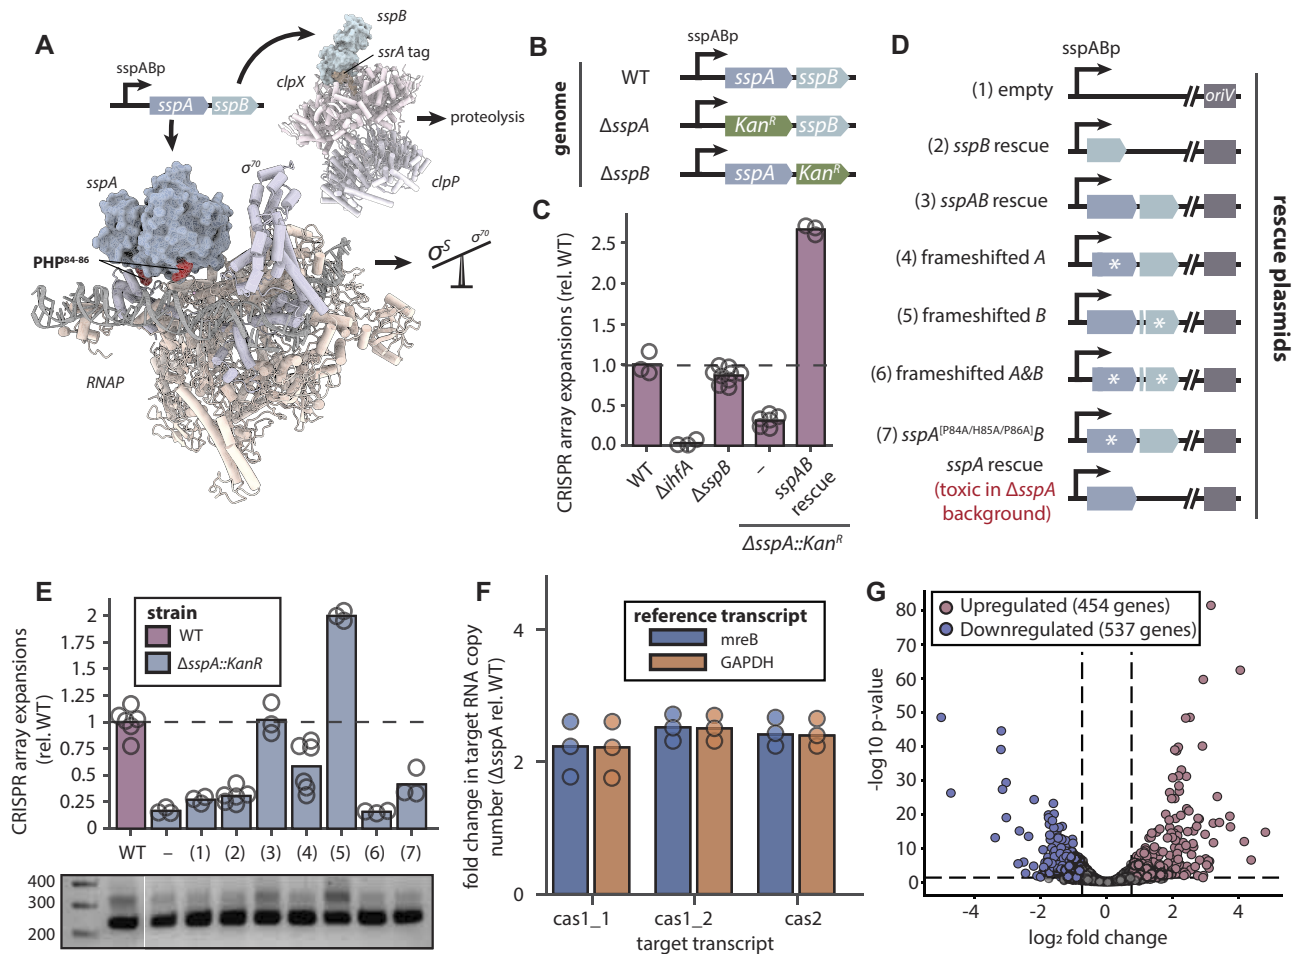 A
sspB
ssrA tag
sspABp
clpX
sspA
sspB
proteolysis
clpP
σ70
sspA
PHP84-86
σS
σ70
RNAP
B
sspABp
genome
WT
sspA
sspB
ΔsspA
KanR
sspB
ΔsspB
sspA
KanR
C
CRISPR array expansions (rel. WT)
2.5
2.0
1.5
1.0
0.5
0.0
WT
ΔihfA
ΔsspB
–
sspAB
rescue
ΔsspA::KanR
D
sspABp
(1) empty
oriV
(2) sspB rescue
(3) sspAB rescue
(4) frameshifted A
*
(5) frameshifted B
*
(6) frameshifted A&B
*
*
(7) sspA[P84A/H85A/P86A]B
*
sspA rescue
(toxic in ΔsspA
background)
rescue plasmids
E
CRISPR array expansions
(rel. WT)
strain
WT
ΔsspA::KanR
2
1.75
1.5
1.25
1
0.75
0.5
0.25
0
WT
–
(1)
(2)
(3)
(4)
(5)
(6)
(7)
400
300
200
F
fold change in target RNA copy
number (ΔsspA rel. WT)
reference transcript
mreB
GAPDH
4
2
0
cas1_1
cas1_2
cas2
target transcript
G
Upregulated (454 genes)
Downregulated (537 genes)
-log10 p-value
80
70
60
50
40
30
20
10
0
-4
-2
0
2
4
log2 fold change